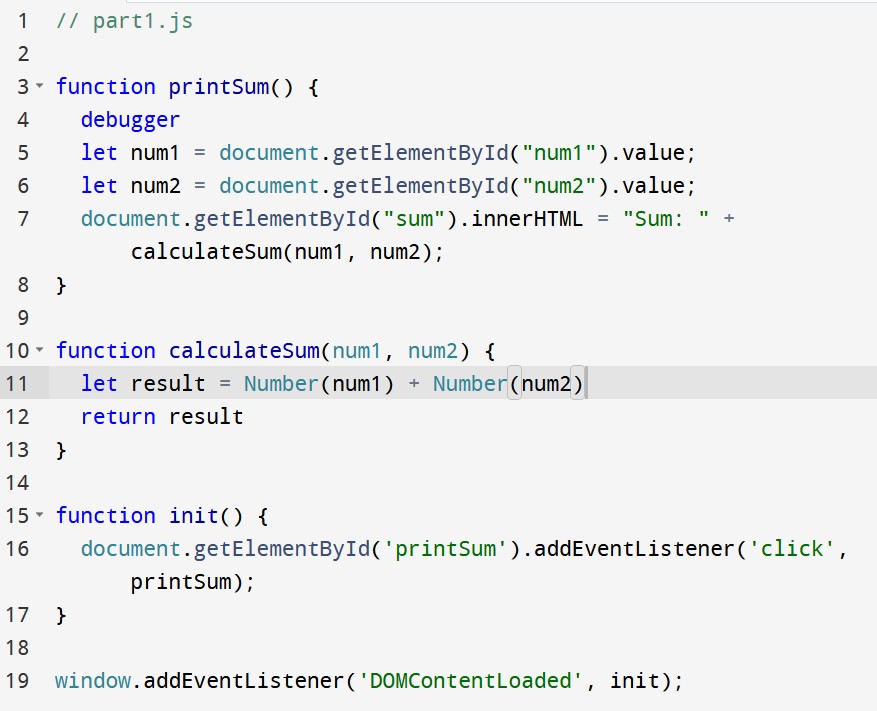 1 // part1.js
2
3 function printSum() {
4   debugger
5   let num1 = document.getElementById("num1").value;
6   let num2 = document.getElementById("num2").value;
7   document.getElementById("sum").innerHTML = "Sum: " +
      calculateSum(num1, num2);
8 }
9
10 function calculateSum(num1, num2) {
11   let result = Number(num1) + Number(num2)
12   return result
13 }
14
15 function init() {
16   document.getElementById('printSum').addEventListener('click',
      printSum);
17 }
18
19 window.addEventListener('DOMContentLoaded', init);